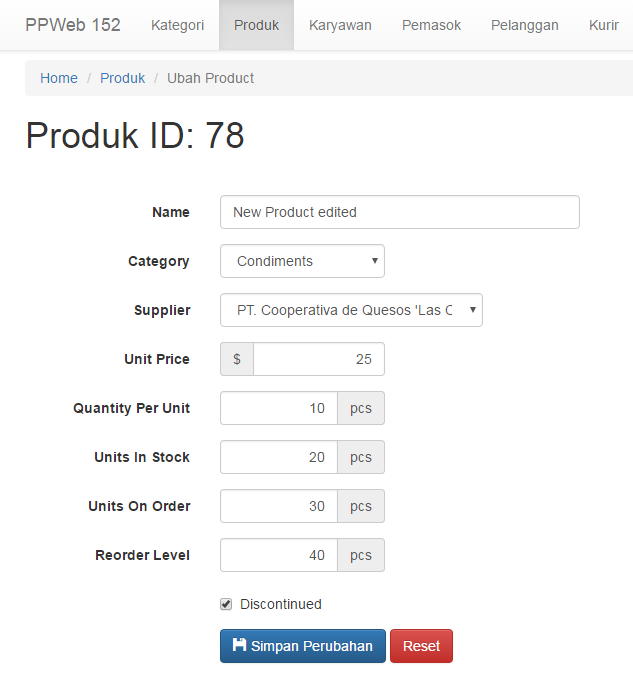 PPWeb 152 Kategori Produk Karyawan Pemasok Pelanggan Kurir
Home / Produk / Ubah Product
Produk ID: 78
Name New Product edited
Category Condiments
Supplier PT. Cooperativa de Quesos 'Las C
Unit Price $ 25
Quantity Per Unit 10 pcs
Units In Stock 20 pcs
Units On Order 30 pcs
Reorder Level 40 pcs
Discontinued
Simpan Perubahan Reset